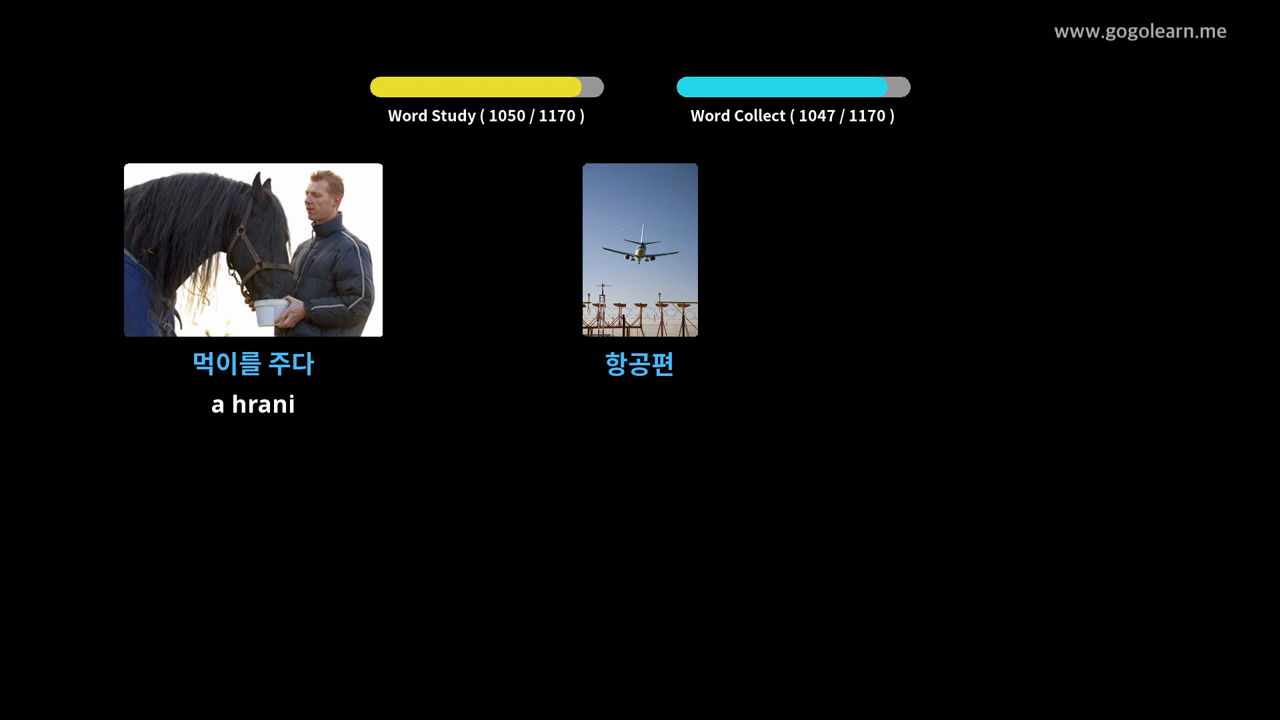 www.gogolearn.me
Word Study ( 1050 / 1170 )
Word Collect ( 1047 / 1170 )
먹이를 주다
a hrani
항공편